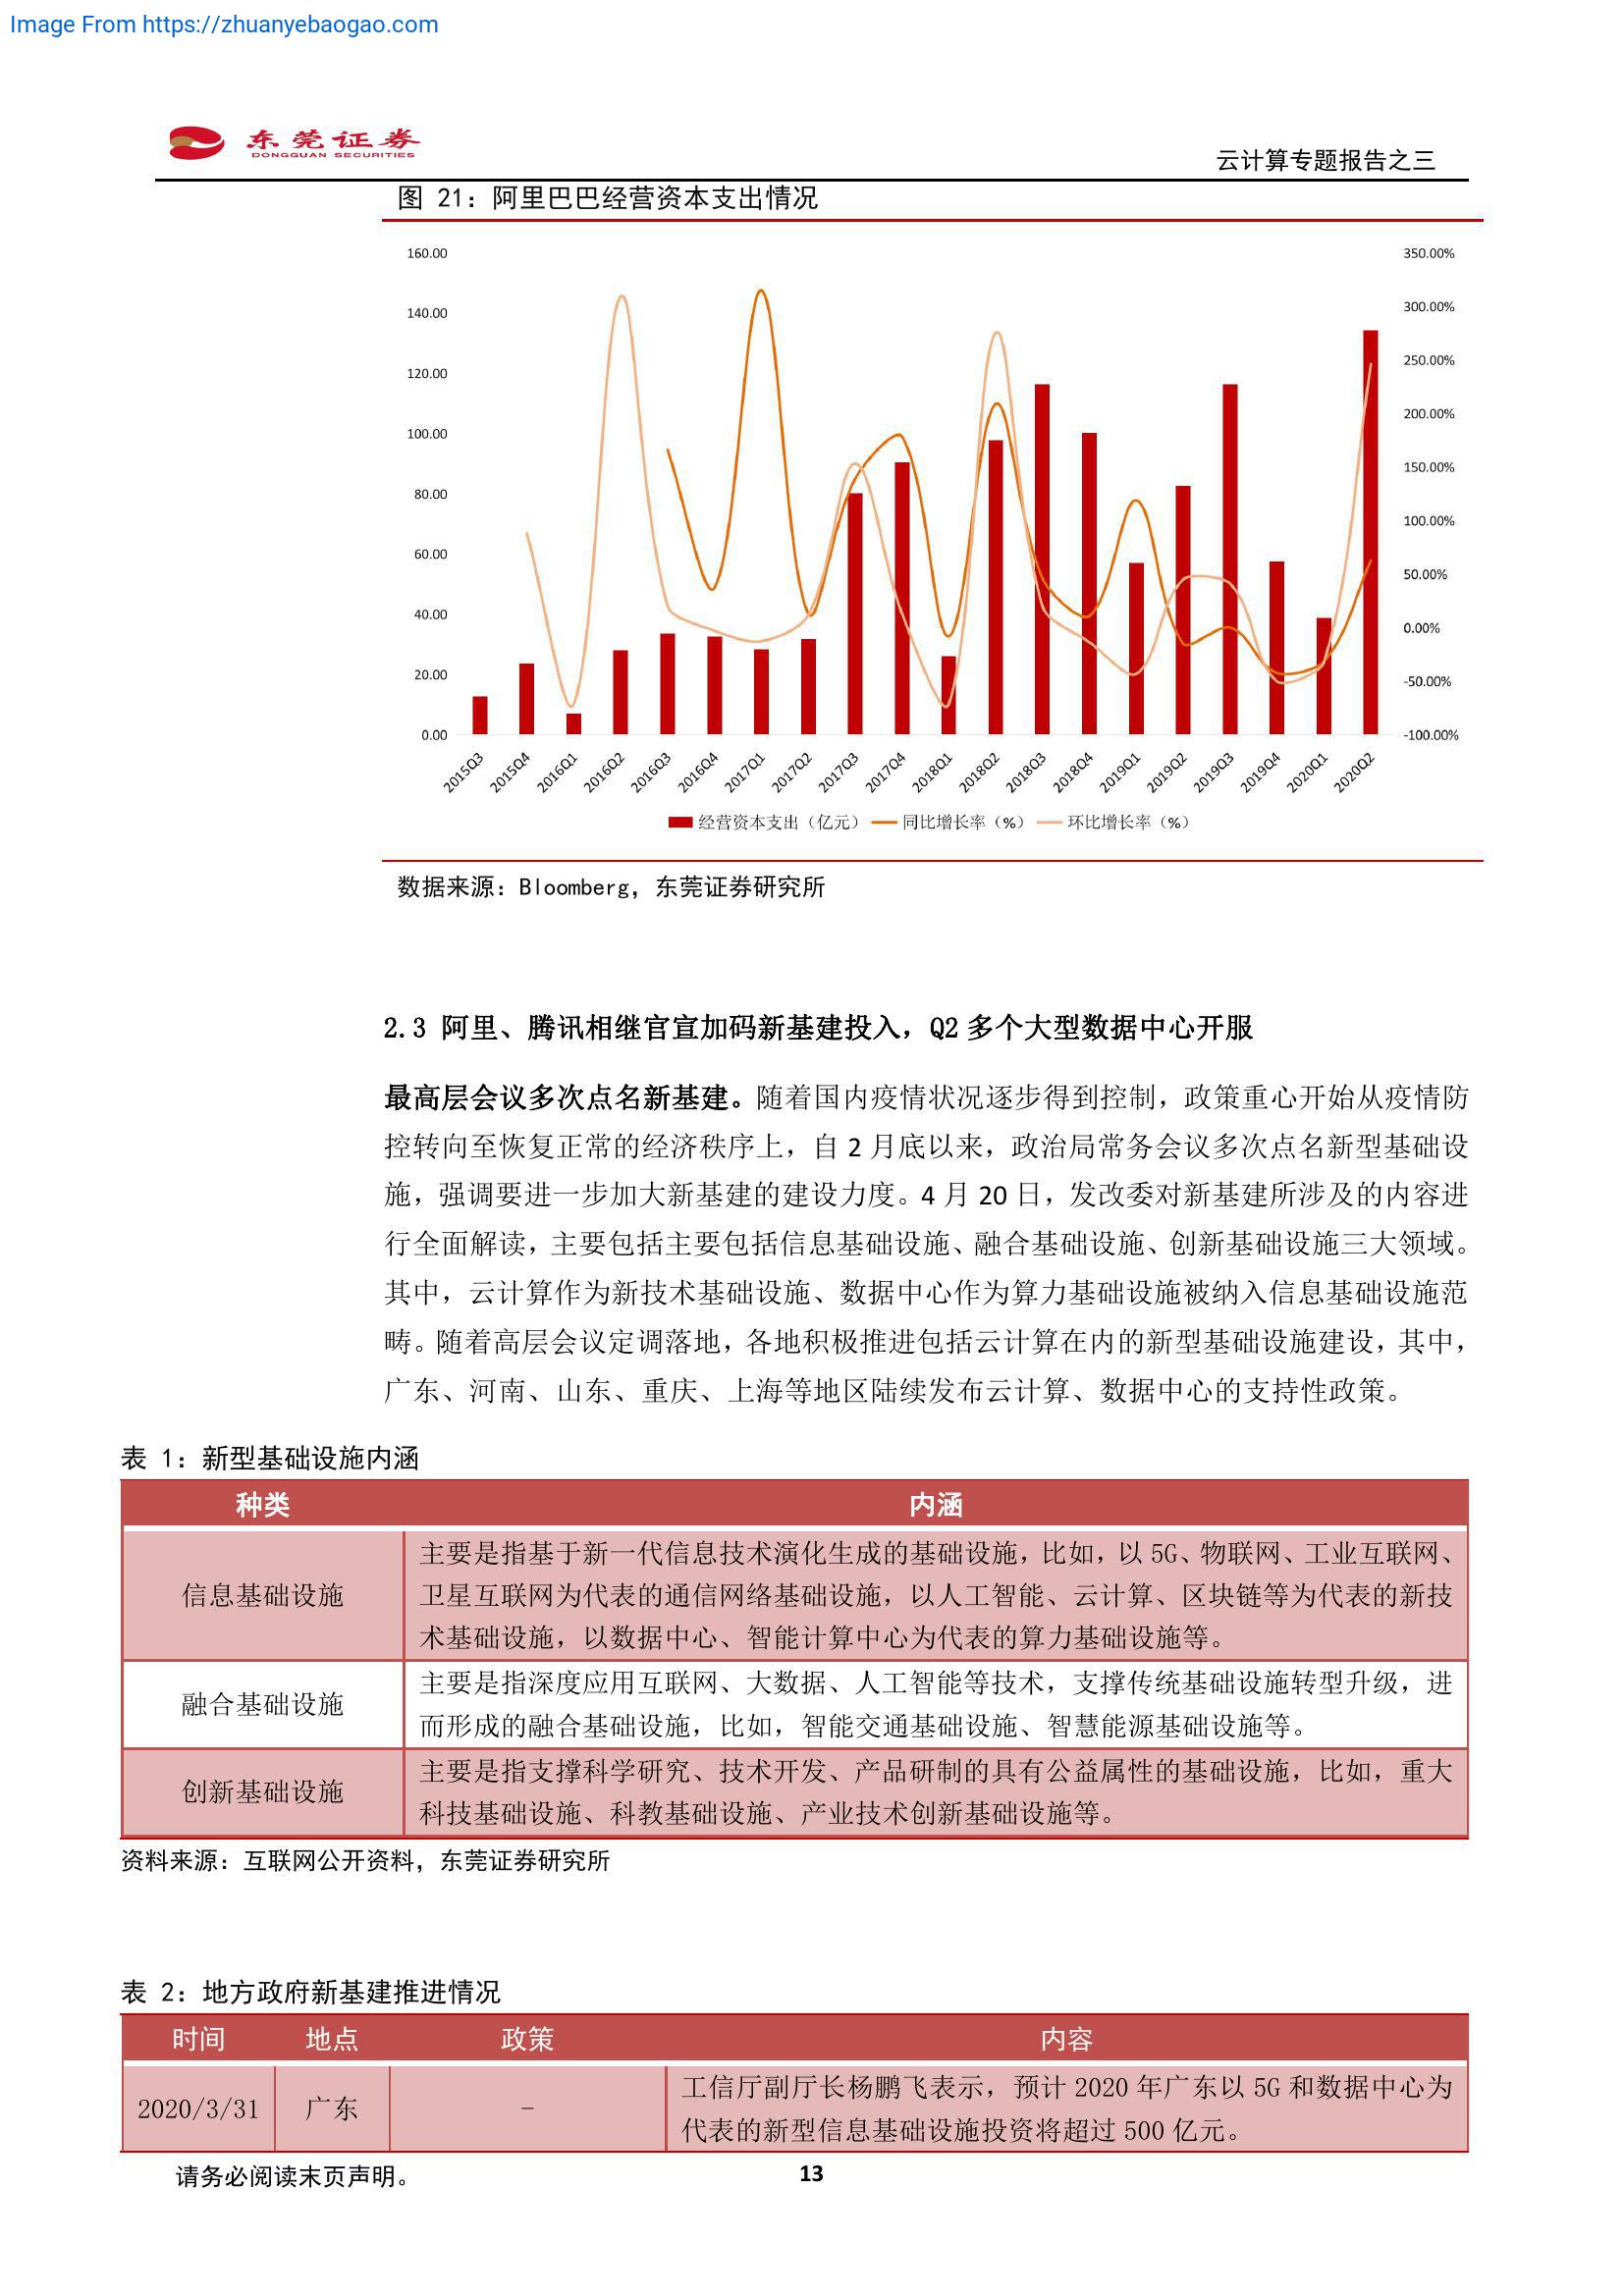 Image From https://zhuanyebaogao.com
东莞证券
DONGGUAN SECURITIES
云计算专题报告之三
图 21：阿里巴巴经营资本支出情况
160.00
140.00
120.00
100.00
80.00
60.00
40.00
20.00
0.00
350.00%
300.00%
250.00%
200.00%
150.00%
100.00%
50.00%
0.00%
-50.00%
-100.00%
2015Q3
2015Q4
2016Q1
2016Q2
2016Q3
2016Q4
2017Q1
2017Q2
2017Q3
2017Q4
2018Q1
2018Q2
2018Q3
2018Q4
2019Q1
2019Q2
2019Q3
2019Q4
2020Q1
2020Q2
经营资本支出（亿元） 同比增长率（%） 环比增长率（%）
数据来源：Bloomberg，东莞证券研究所
2.3 阿里、腾讯相继官宣加码新基建投入，Q2 多个大型数据中心开服
最高层会议多次点名新基建。随着国内疫情状况逐步得到控制，政策重心开始从疫情防
控转向至恢复正常的经济秩序上，自 2 月底以来，政治局常务会议多次点名新型基础设
施，强调要进一步加大新基建的建设力度。4 月 20 日，发改委对新基建所涉及的内容进
行全面解读，主要包括主要包括信息基础设施、融合基础设施、创新基础设施三大领域。
其中，云计算作为新技术基础设施、数据中心作为算力基础设施被纳入信息基础设施范
畴。随着高层会议定调落地，各地积极推进包括云计算在内的新型基础设施建设，其中，
广东、河南、山东、重庆、上海等地区陆续发布云计算、数据中心的支持性政策。
表 1：新型基础设施内涵
种类 内涵
信息基础设施
主要是指基于新一代信息技术演化生成的基础设施，比如，以 5G、物联网、工业互联网、
卫星互联网为代表的通信网络基础设施，以人工智能、云计算、区块链等为代表的新技
术基础设施，以数据中心、智能计算中心为代表的算力基础设施等。
融合基础设施
主要是指深度应用互联网、大数据、人工智能等技术，支撑传统基础设施转型升级，进
而形成的融合基础设施，比如，智能交通基础设施、智慧能源基础设施等。
创新基础设施
主要是指支撑科学研究、技术开发、产品研制的具有公益属性的基础设施，比如，重大
科技基础设施、科教基础设施、产业技术创新基础设施等。
资料来源：互联网公开资料，东莞证券研究所
表 2：地方政府新基建推进情况
时间 地点 政策 内容
2020/3/31 广东 －
工信厅副厅长杨鹏飞表示，预计 2020 年广东以 5G 和数据中心为
代表的新型信息基础设施投资将超过 500 亿元。
请务必阅读末页声明。
13